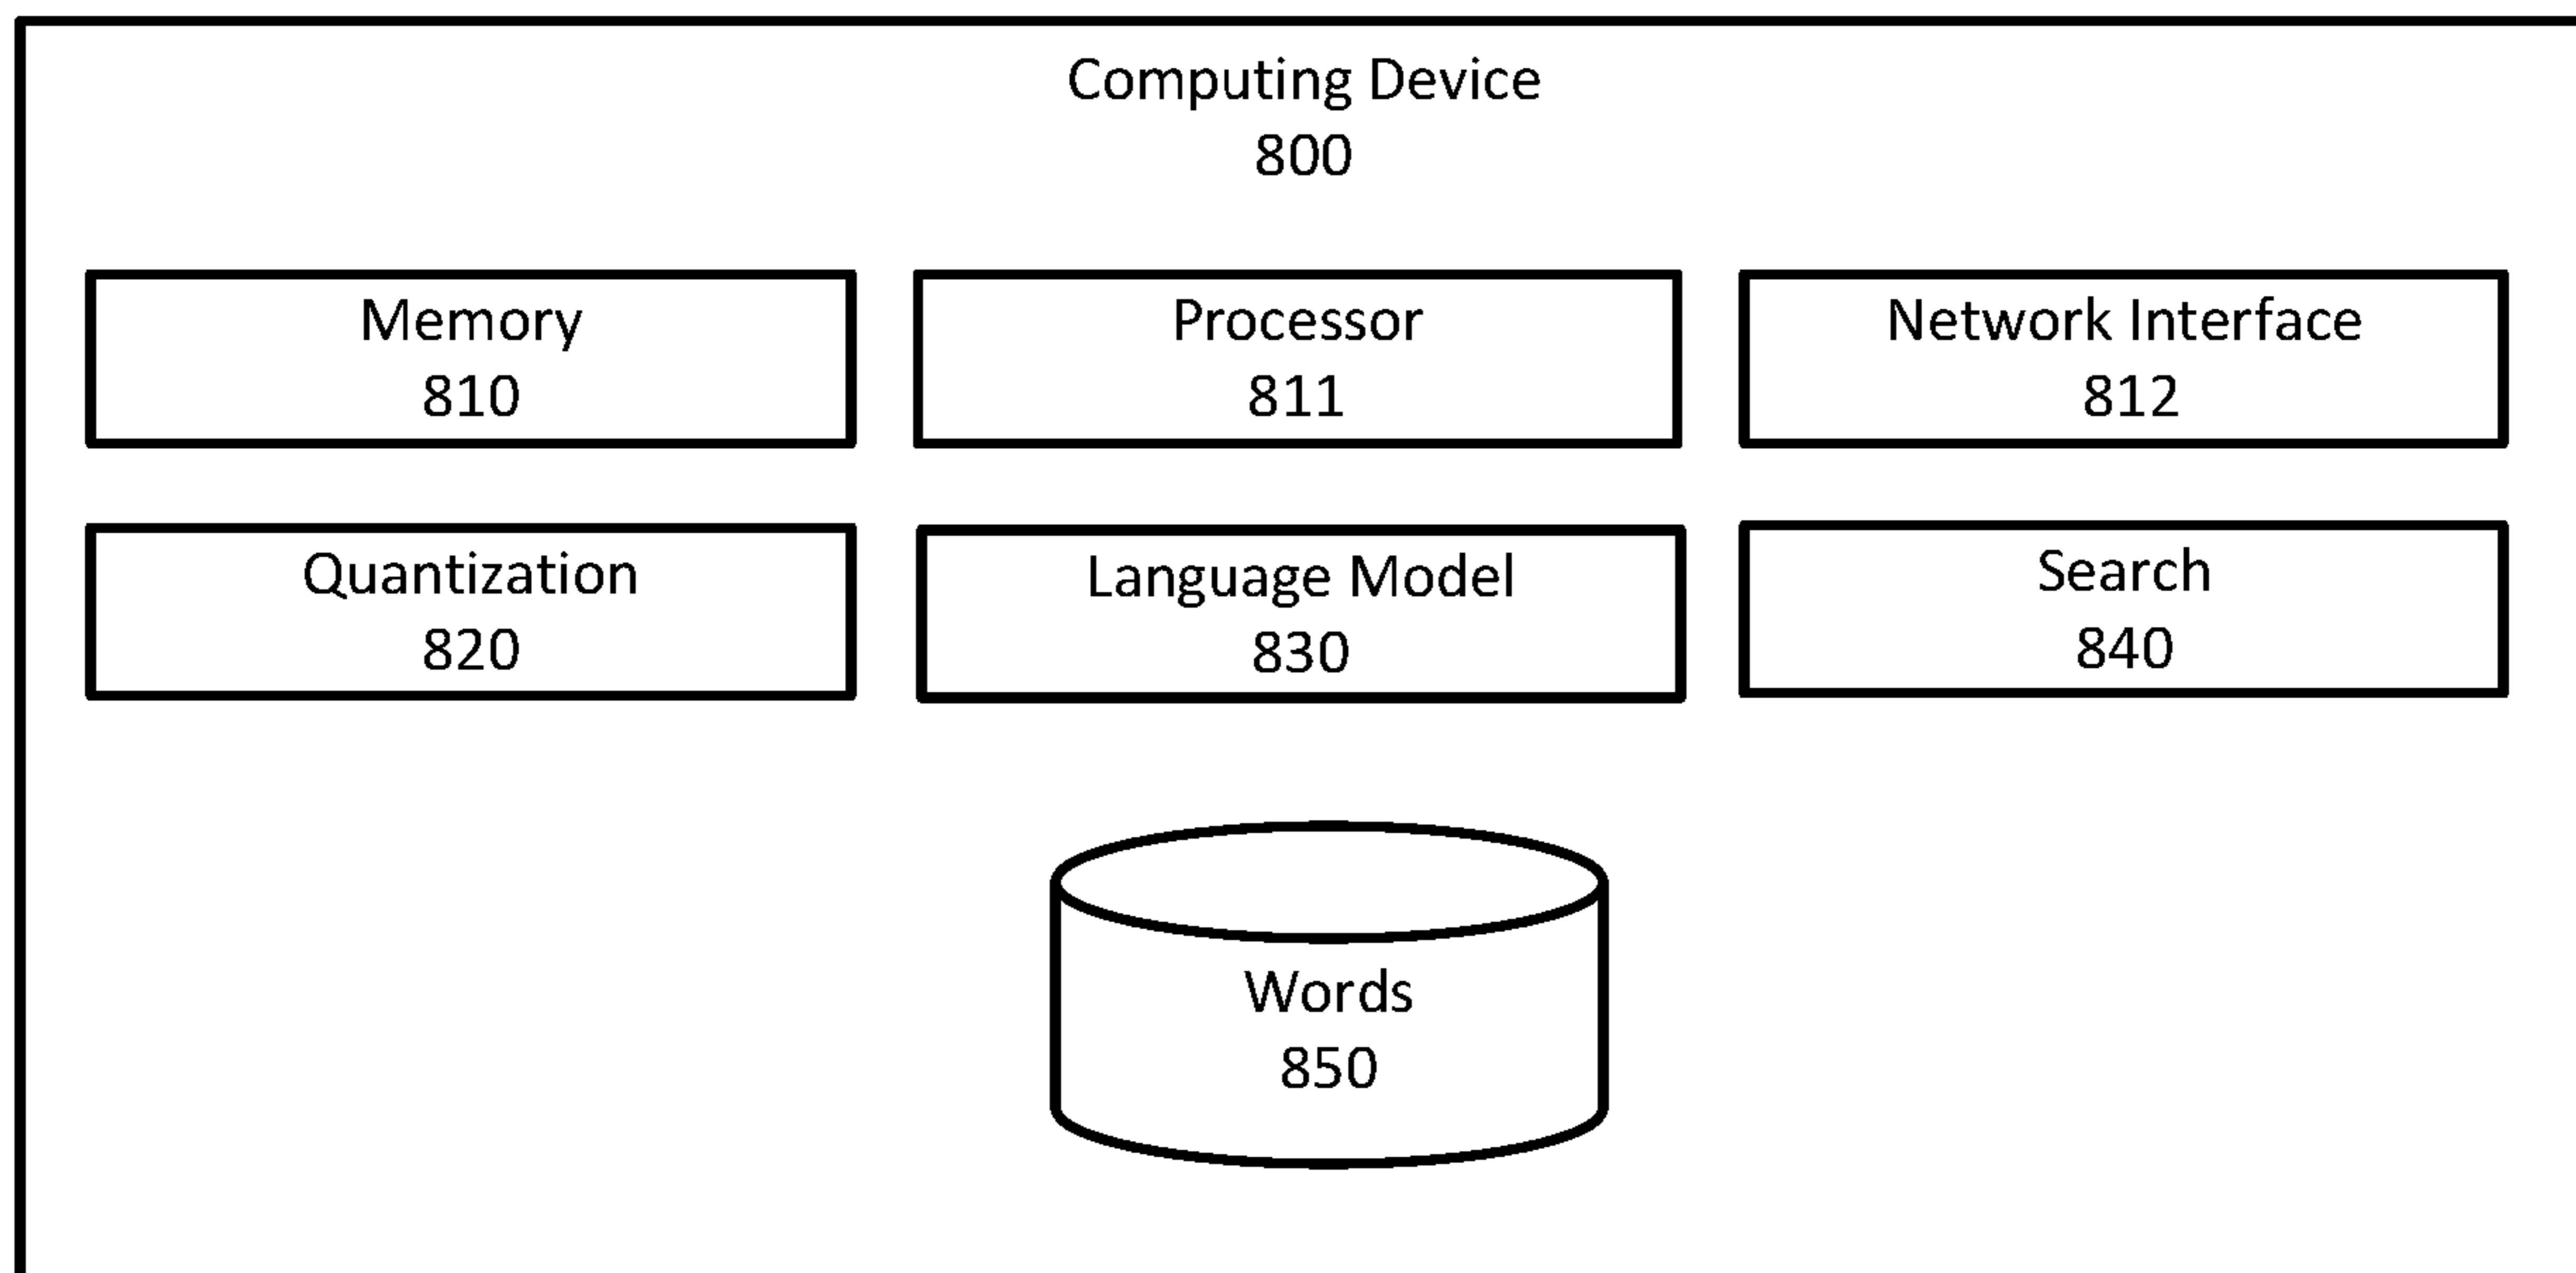 Computing Device
800
Memory
810
Processor
811
Network Interface
812
Quantization
820
Language Model
830
Search
840
Words
850